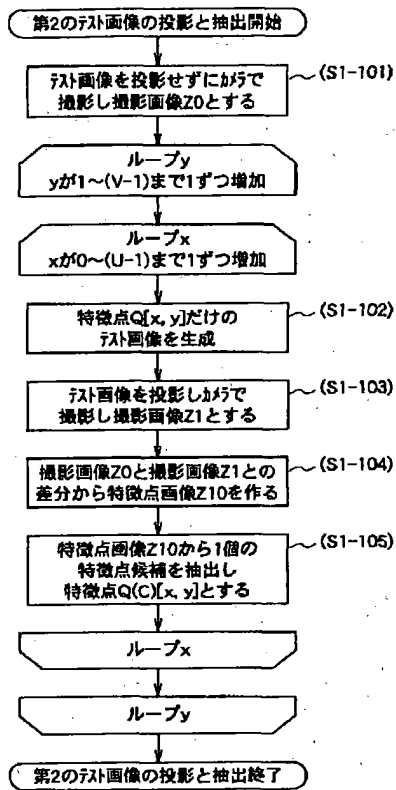 第2のテスト画像の投影と抽出開始
テスト画像を投影せずにカメラで
撮影し撮影画像Z0とする
(S1-101)
ループy
yが1~(V-1)まで1ずつ増加
ループx
xが0~(U-1)まで1ずつ増加
特徴点Q[x, y]だけの
テスト画像を生成
(S1-102)
テスト画像を投影しカメラで
撮影し撮影画像Z1とする
(S1-103)
撮影画像Z0と撮影画像Z1との
差分から特徴点画像Z10を作る
(S1-104)
特徴点画像Z10から1個の
特徴点候補を抽出し
特徴点Q(C)[x, y]とする
(S1-105)
ループx
ループy
第2のテスト画像の投影と抽出終了